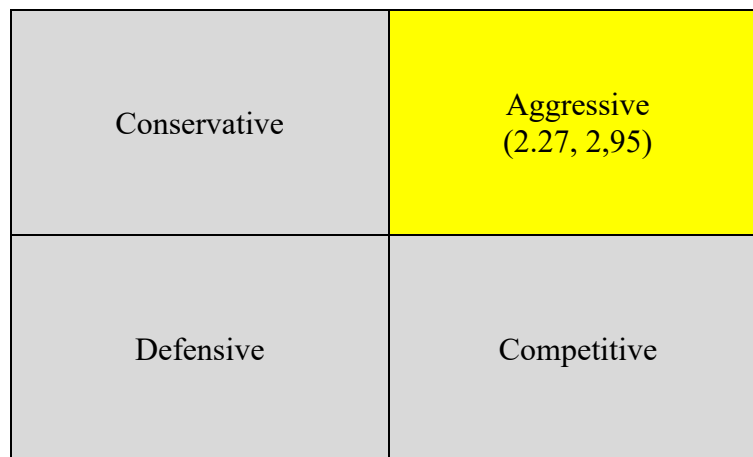 Conservative
Aggressive
(2.27, 2,95)
Defensive
Competitive